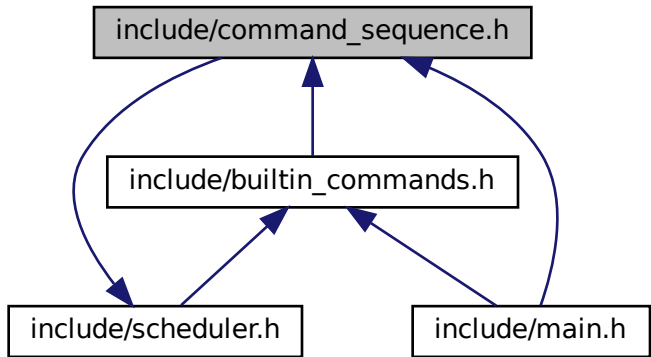 include/command_sequence.h
include/builtin_commands.h
include/scheduler.h
include/main.h